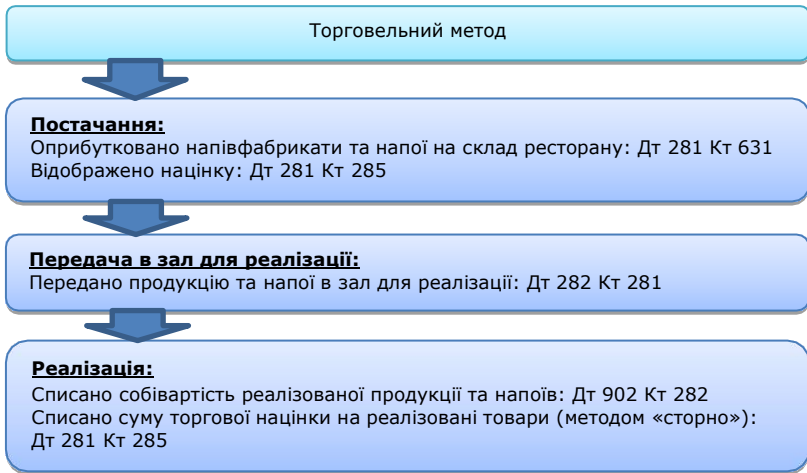 Торговельний метод
Постачання:
Оприбутковано напівфабрикати та напої на склад ресторану: Дт 281 Кт 631
Відображено націнку: Дт 281 Кт 285
Передача в зал для реалізації:
Передано продукцію та напої в зал для реалізації: Дт 282 Кт 281
Реалізація:
Списано собівартість реалізованої продукції та напоїв: Дт 902 Кт 282
Списано суму торгової націнки на реалізовані товари (методом «сторно»):
Дт 281 Кт 285